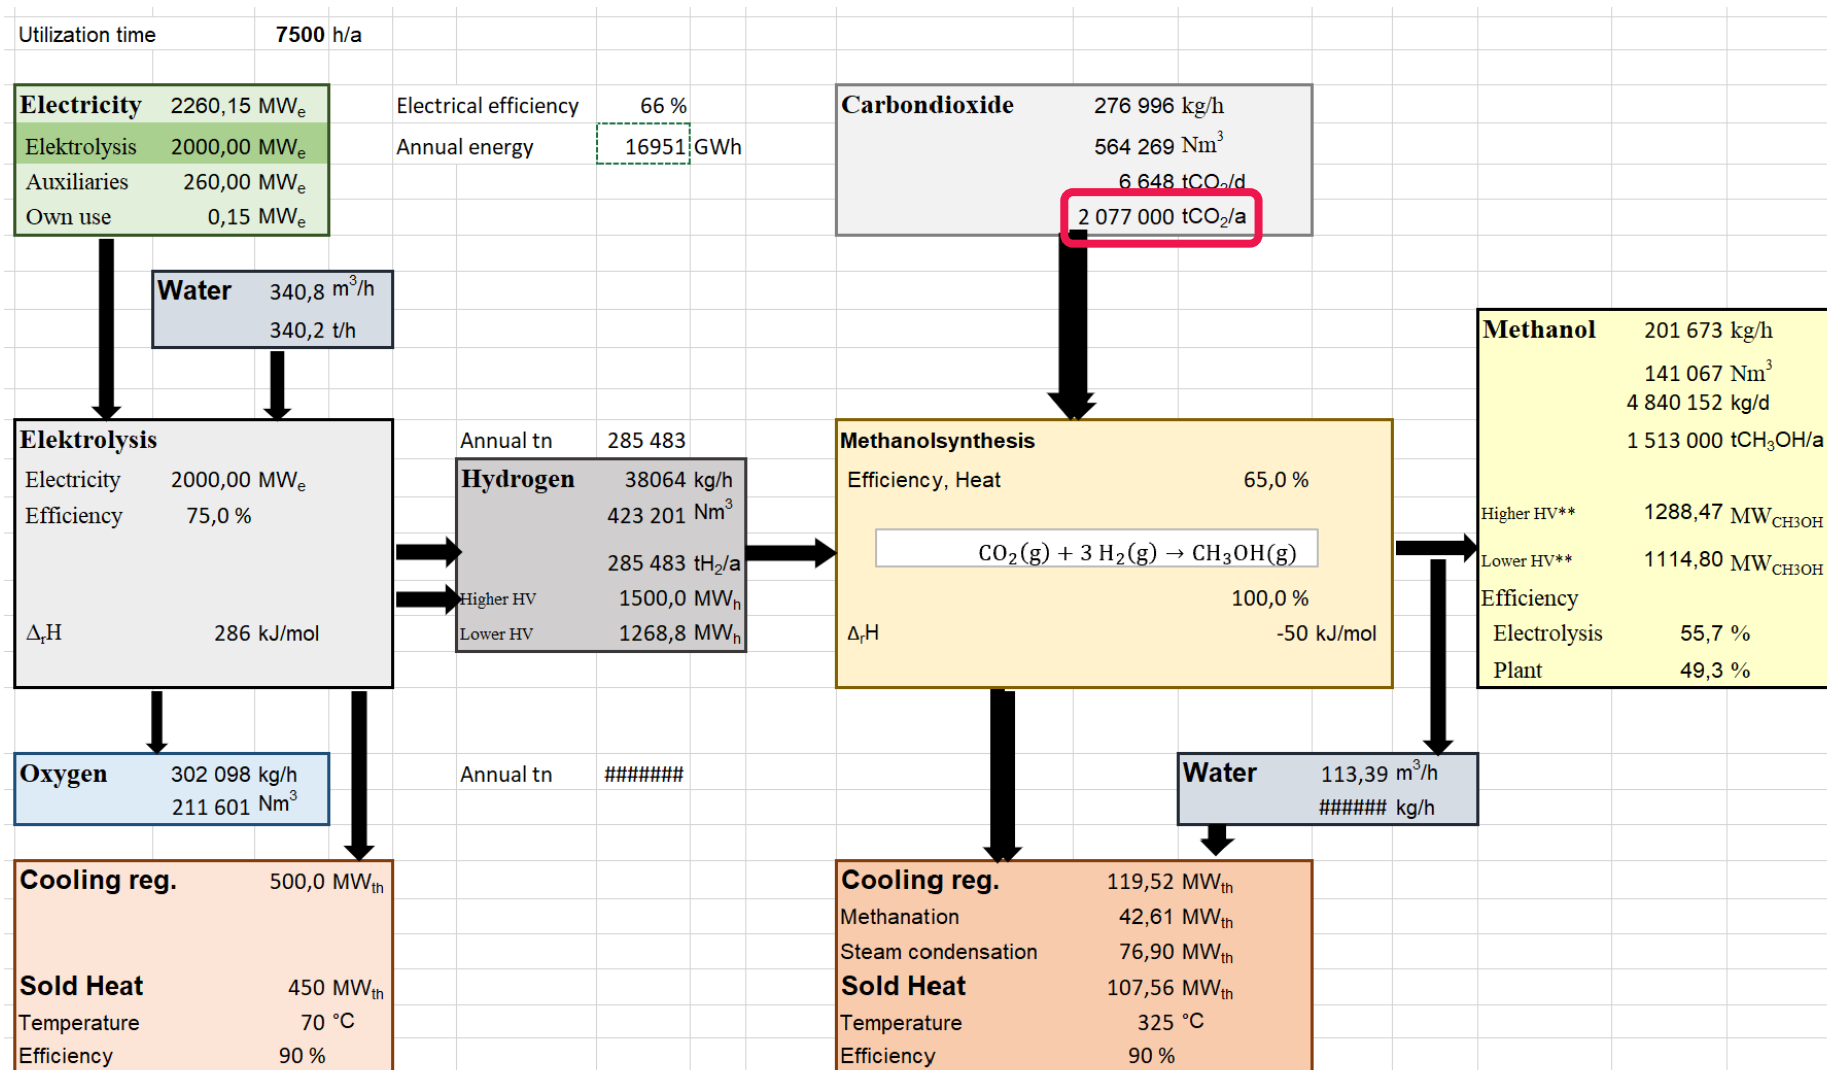 Utilization time 7500 h/a
Electricity 2260,15 MWe
Elektrolysis 2000,00 MWe
Auxiliaries 260,00 MWe
Own use 0,15 MWe
Electrical efficiency 66 %
Annual energy 16951 GWh
Carbondioxide 276 996 kg/h
564 269 Nm³
6 648 tCO₂/d
2 077 000 tCO₂/a
Water 340,8 m³/h
340,2 t/h
Methanol 201 673 kg/h
141 067 Nm³
4 840 152 kg/d
1 513 000 tCH₃OH/a
Higher HV** 1288,47 MWCH3OH
Lower HV** 1114,80 MWCH3OH
Efficiency
Electrolysis 55,7 %
Plant 49,3 %
Elektrolysis
Electricity 2000,00 MWe
Efficiency 75,0 %
ΔrH 286 kJ/mol
Annual tn 285 483
Hydrogen 38064 kg/h
423 201 Nm³
285 483 tH₂/a
Higher HV 1500,0 MWh
Lower HV 1268,8 MWh
Methanolsynthesis
Efficiency, Heat 65,0 %
CO₂(g) + 3 H₂(g) → CH₃OH(g)
100,0 %
ΔrH -50 kJ/mol
Oxygen 302 098 kg/h
211 601 Nm³
Annual tn #######
Water 113,39 m³/h
###### kg/h
Cooling reg. 500,0 MWth
Sold Heat 450 MWth
Temperature 70 °C
Efficiency 90 %
Cooling reg. 119,52 MWth
Methanation 42,61 MWth
Steam condensation 76,90 MWth
Sold Heat 107,56 MWth
Temperature 325 °C
Efficiency 90 %